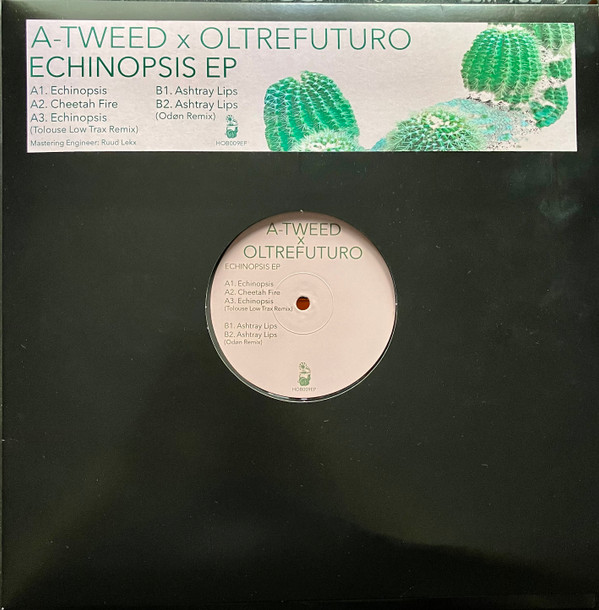 A-TWEED x OLTREFUTURO
ECHINOPSIS EP
A1. Echinopsis
A2. Cheetah Fire
A3. Echinopsis
(Tolouse Low Trax Remix)
B1. Ashtray Lips
B2. Ashtray Lips
(Odøn Remix)
Mastering Engineer: Ruud Lekx
HOB009EP
A-TWEED
x
OLTREFUTURO
ECHINOPSIS EP
A1. Echinopsis
A2. Cheetah Fire
A3. Echinopsis
(Tolouse Low Trax Remix)
B1. Ashtray Lips
B2. Ashtray Lips
(Odøn Remix)
HOB009EP